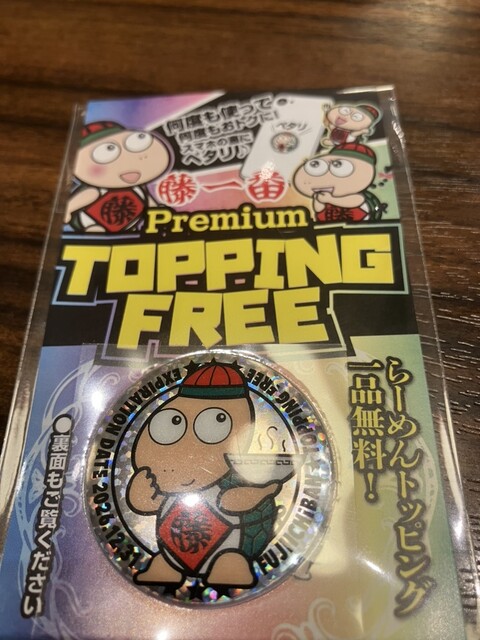 何度も使って
何度もおトクに!
スマホの裏に
ペタリ♪
ペタリ
藤一番
Premium
TOPPING
FREE
らーめんトッピング
一品無料!
●裏面もご覧ください
藤
藤
TOPPING FREE
EXPIRATION DATE
FUJIICHIBAN
藤